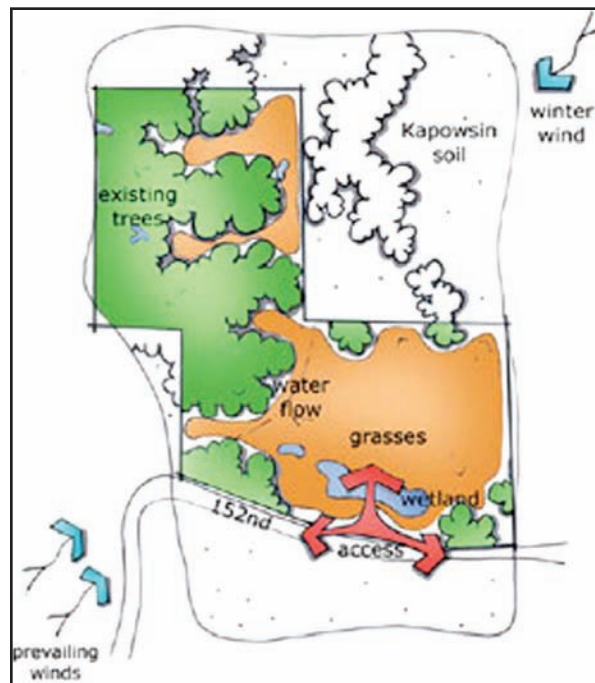 winter
wind
Kapowsin
soil
existing
trees
water
flow
grasses
wetland
152nd
access
prevailing
winds